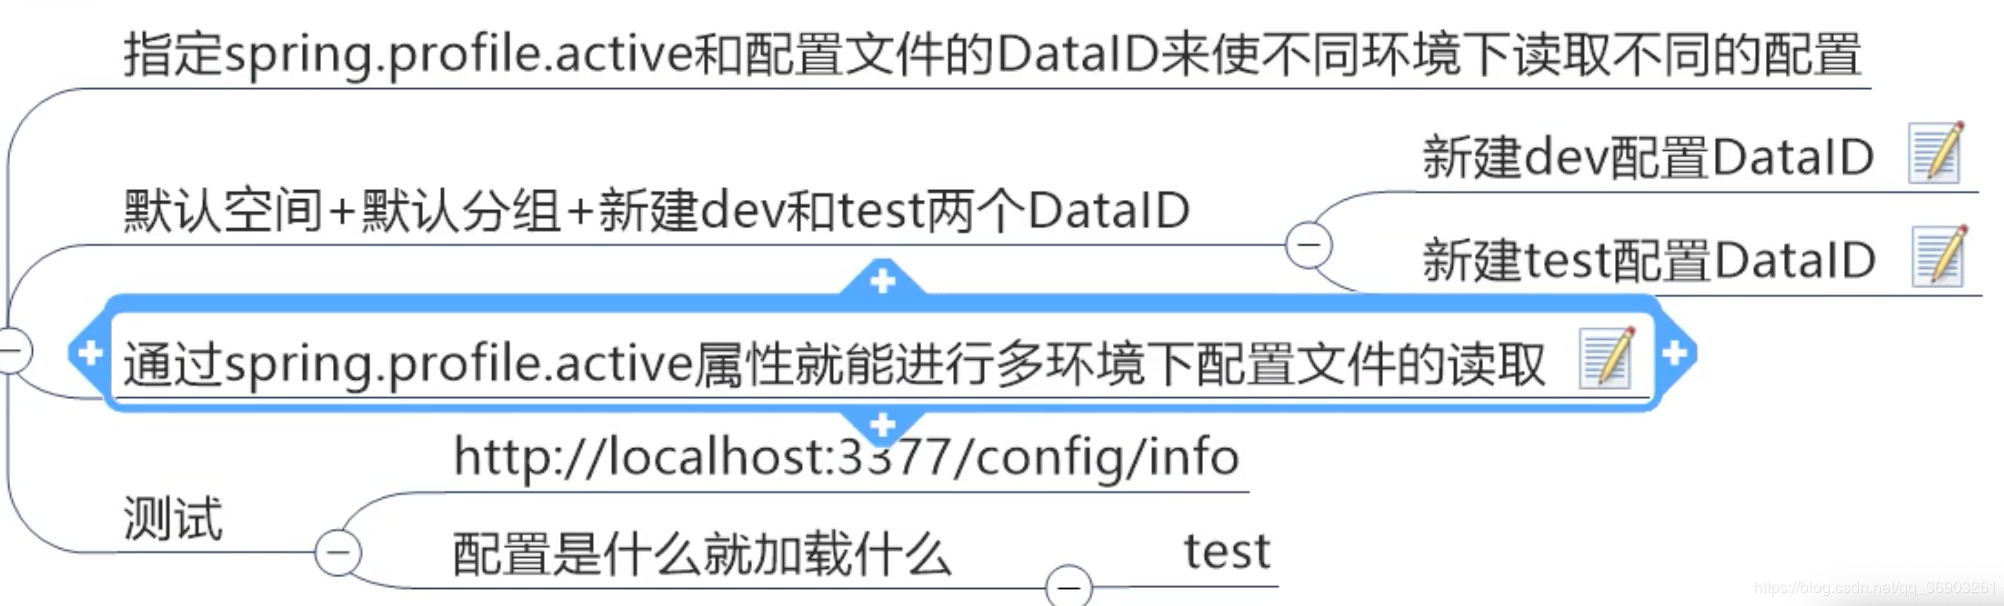 指定spring.profile.active和配置文件的DataID来使不同环境下读取不同的配置
默认空间+默认分组+新建dev和test两个DataID
新建dev配置DataID
新建test配置DataID
通过spring.profile.active属性就能进行多环境下配置文件的读取
测试
http://localhost:3377/config/info
配置是什么就加载什么
test
https://blog.csdn.net/qq_36903261